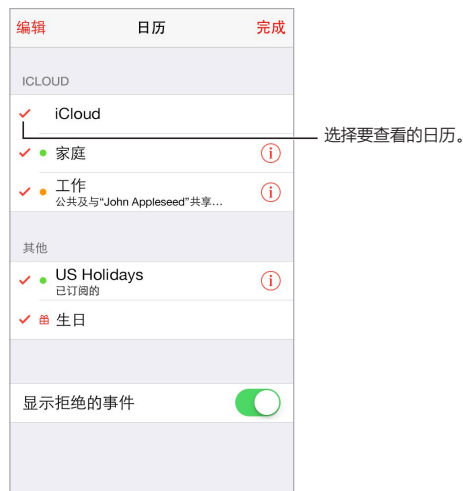 编辑 日历 完成
ICLOUD
iCloud
选择要查看的日历。
家庭
工作
公共及与“John Appleseed”共享...
其他
US Holidays
已订阅的
生日
显示拒绝的事件